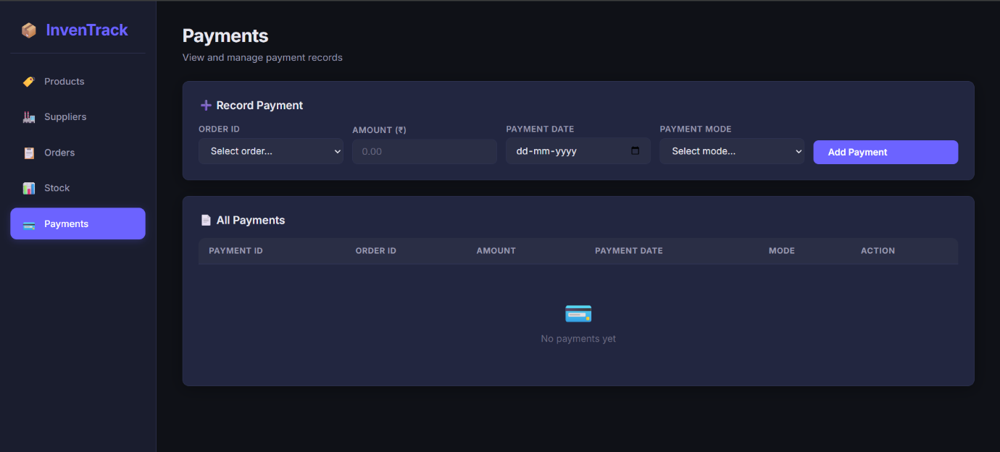 InvenTrack
Products
Suppliers
Orders
Stock
Payments
Payments
View and manage payment records
Record Payment
ORDER ID AMOUNT (₹) PAYMENT DATE PAYMENT MODE
Select order... 0.00 dd-mm-yyyy Select mode... Add Payment
All Payments
PAYMENT ID ORDER ID AMOUNT PAYMENT DATE MODE ACTION
No payments yet